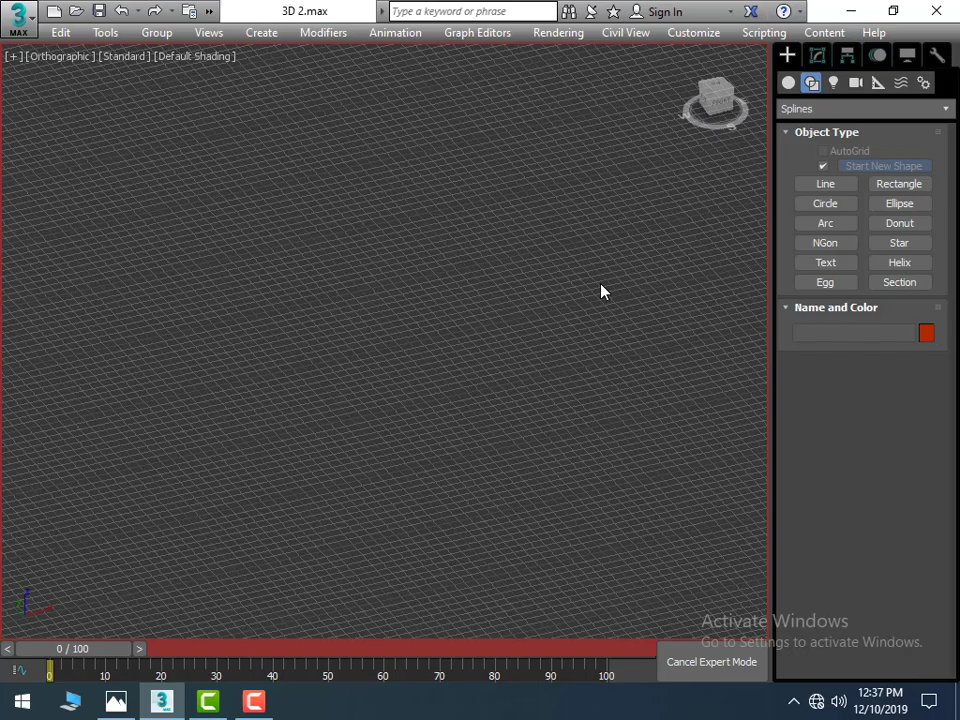 3
MAX
3D 2.max
Type a keyword or phrase
Sign In
Edit
Tools
Group
Views
Create
Modifiers
Animation
Graph Editors
Rendering
Civil View
Customize
Scripting
Content
Help
[+][Orthographic][Standard][Default Shading]
FRONT
Splines
Object Type
AutoGrid
Start New Shape
Line
Rectangle
Circle
Ellipse
Arc
Donut
NGon
Star
Text
Helix
Egg
Section
Name and Color
Activate Windows
Go to Settings to activate Windows.
0 / 100
Cancel Expert Mode
0 10 20 30 40 50 60 70 80 90 100
12:37 PM
12/10/2019